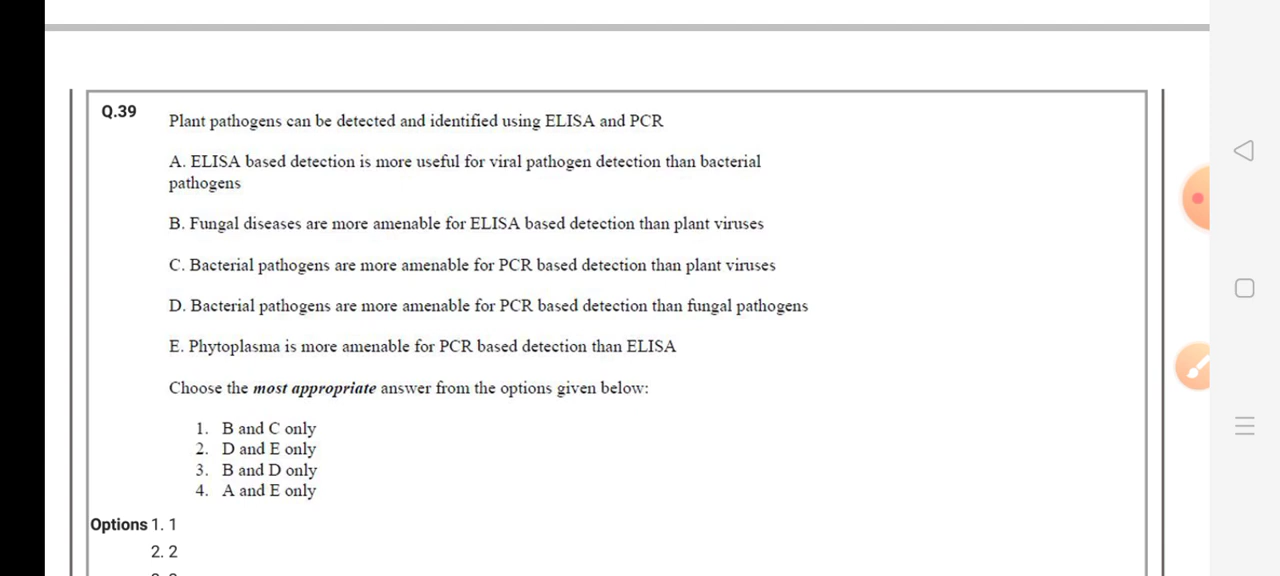 Q.39
Plant pathogens can be detected and identified using ELISA and PCR
A. ELISA based detection is more useful for viral pathogen detection than bacterial
pathogens
B. Fungal diseases are more amenable for ELISA based detection than plant viruses
C. Bacterial pathogens are more amenable for PCR based detection than plant viruses
D. Bacterial pathogens are more amenable for PCR based detection than fungal pathogens
E. Phytoplasma is more amenable for PCR based detection than ELISA
Choose the most appropriate answer from the options given below:
1. B and C only
2. D and E only
3. B and D only
4. A and E only
Options 1. 1
2. 2